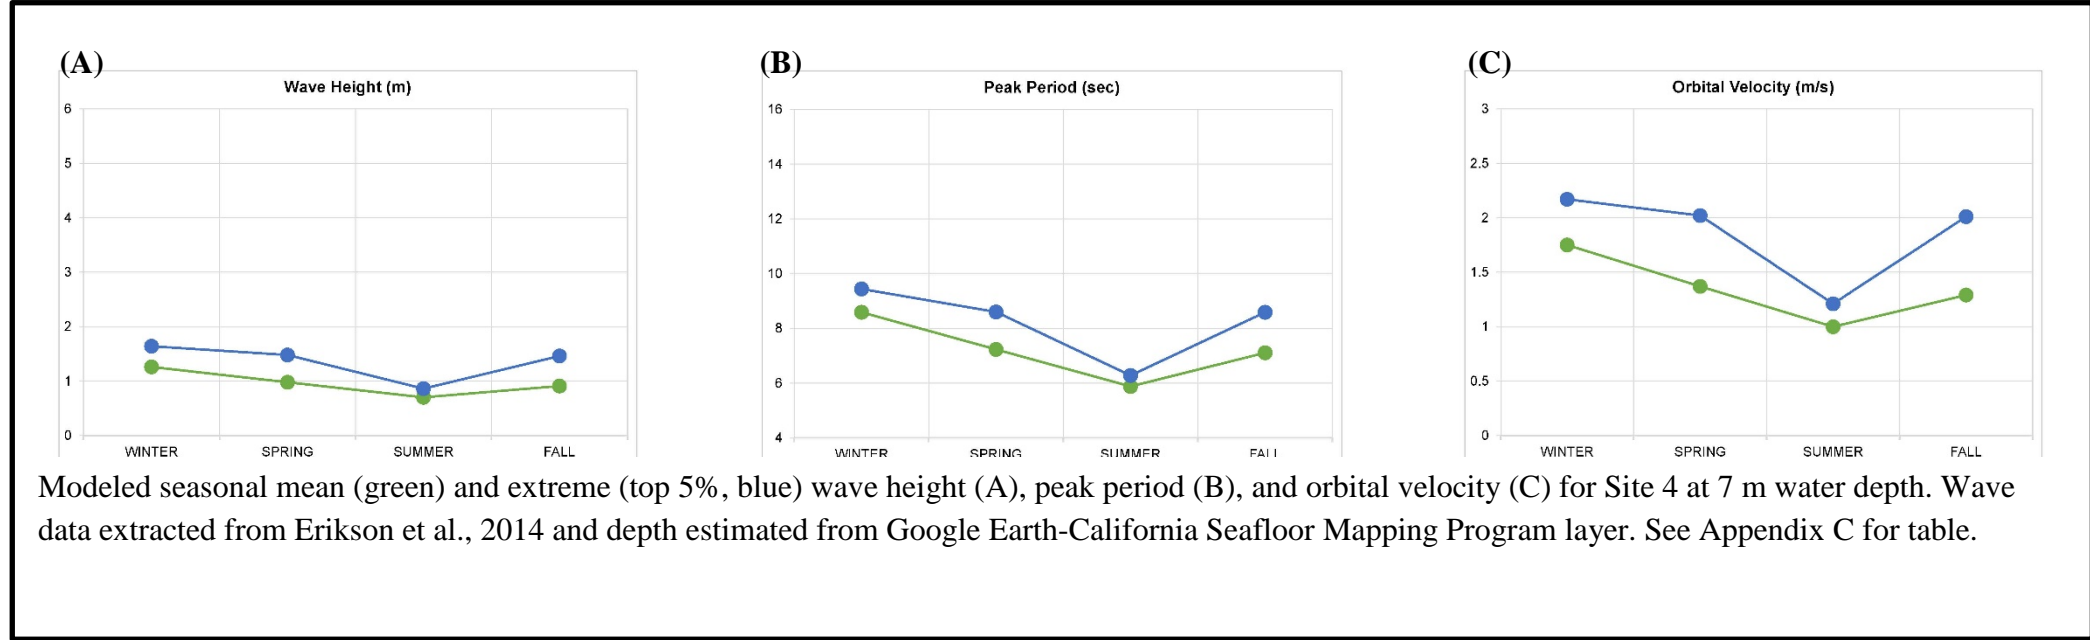 (A)
Wave Height (m)
6
5
4
3
2
1
0
WINTER SPRING SUMMER FALL
(B)
Peak Period (sec)
16
14
12
10
8
6
4
WINTER SPRING SUMMER FALL
(C)
Orbital Velocity (m/s)
3
2.5
2
1.5
1
0.5
0
WINTER SPRING SUMMER FALL
Modeled seasonal mean (green) and extreme (top 5%, blue) wave height (A), peak period (B), and orbital velocity (C) for Site 4 at 7 m water depth. Wave
data extracted from Erikson et al., 2014 and depth estimated from Google Earth-California Seafloor Mapping Program layer. See Appendix C for table.